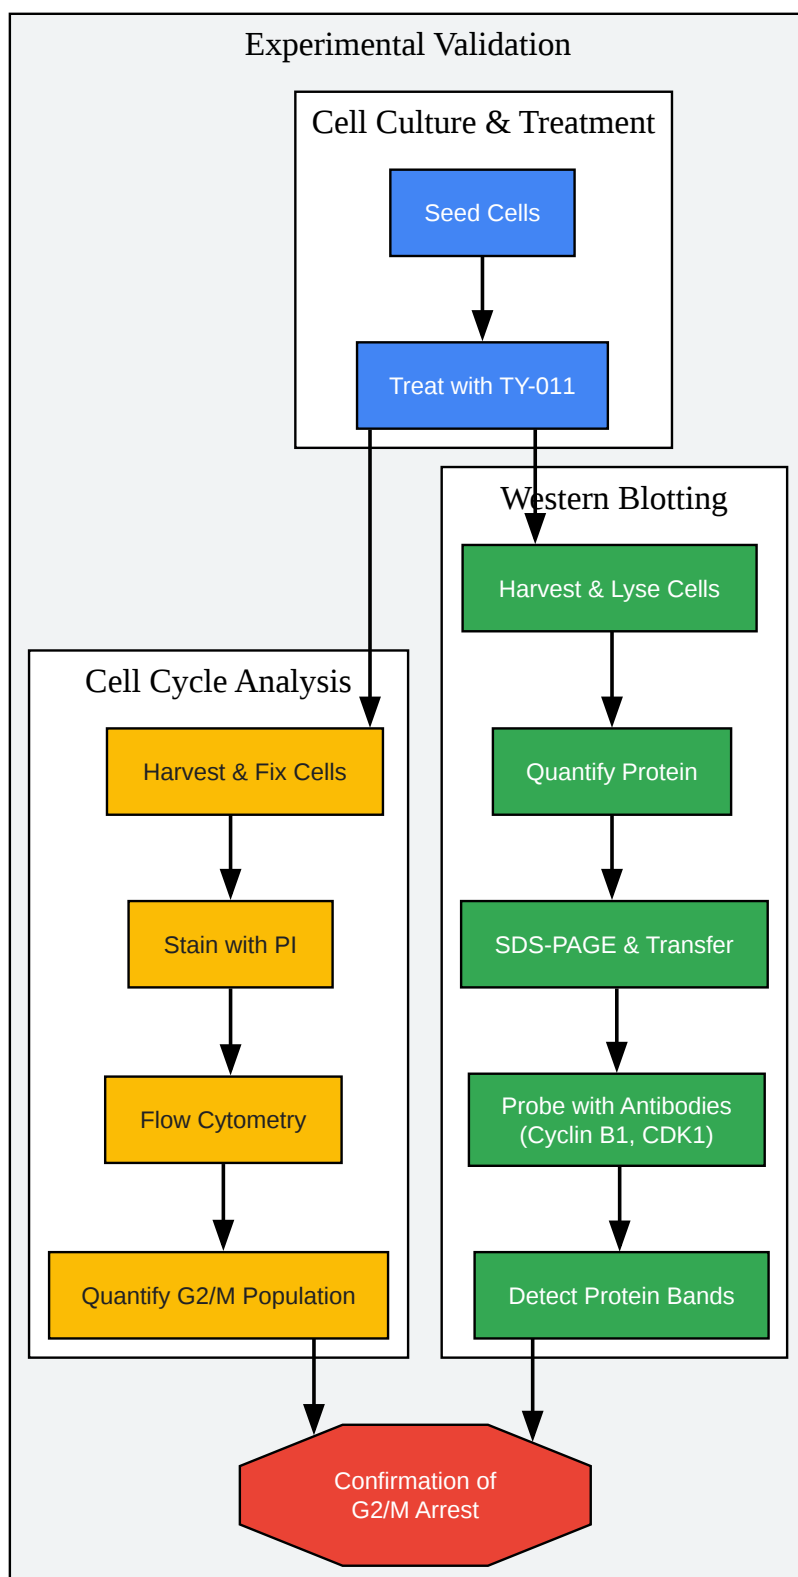 Experimental Validation
Cell Culture & Treatment
Seed Cells
Treat with TY-011
Western Blotting
Harvest & Lyse Cells
Quantify Protein
SDS-PAGE & Transfer
Probe with Antibodies
(Cyclin B1, CDK1)
Detect Protein Bands
Cell Cycle Analysis
Harvest & Fix Cells
Stain with PI
Flow Cytometry
Quantify G2/M Population
Confirmation of
G2/M Arrest